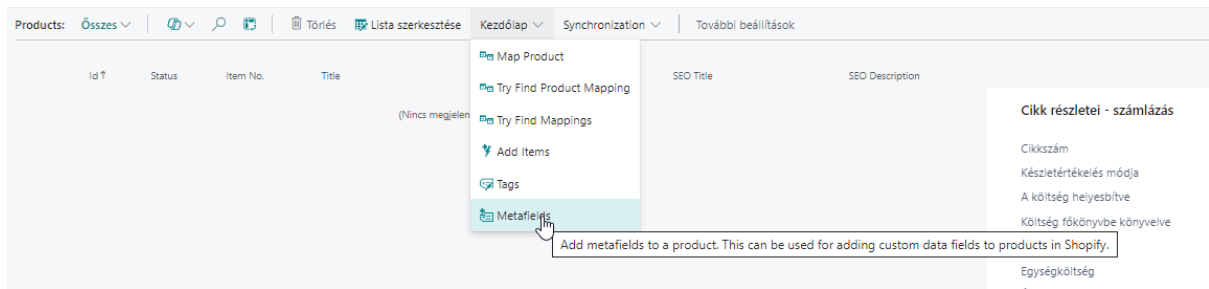 Products: Összes Törlés Lista szerkesztése Kezdőlap Synchronization További beállítások
Map Product
Id↑ Status Item No. Title SEO Title SEO Description
Try Find Product Mapping
(Nincs megjelen
Cikk részletei - számlázás
Try Find Mappings
Add Items
Cikkszám
Készletértékelés módja
Tags
A költség helyesbítve
Metafields
Költség főkönyvbe könyvelve
Add metafields to a product. This can be used for adding custom data fields to products in Shopify.
Egységköltség